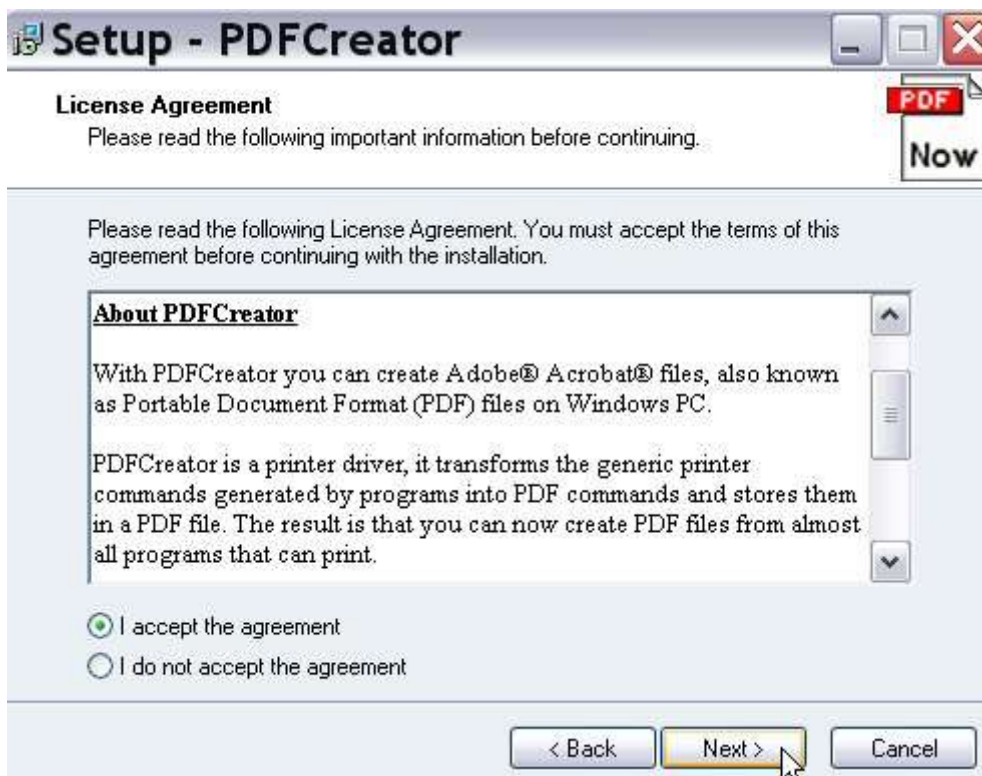 Setup - PDFCreator
License Agreement
Please read the following important information before continuing.
PDF
Now
Please read the following License Agreement. You must accept the terms of this
agreement before continuing with the installation.
About PDFCreator
With PDFCreator you can create Adobe® Acrobat® files, also known
as Portable Document Format (PDF) files on Windows PC.
PDFCreator is a printer driver, it transforms the generic printer
commands generated by programs into PDF commands and stores them
in a PDF file. The result is that you can now create PDF files from almost
all programs that can print.
I accept the agreement
I do not accept the agreement
< Back
Next >
Cancel